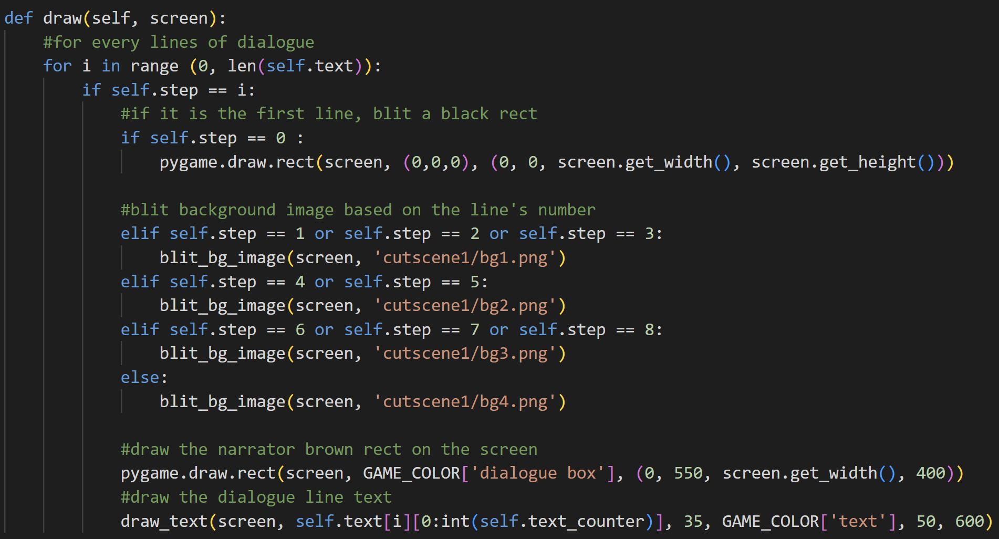 def draw(self, screen):
    #for every lines of dialogue
    for i in range (0, len(self.text)):
        if self.step == i:
            #if it is the first line, blit a black rect
            if self.step == 0 :
                pygame.draw.rect(screen, (0,0,0), (0, 0, screen.get_width(), screen.get_height()))

            #blit background image based on the line's number
            elif self.step == 1 or self.step == 2 or self.step == 3:
                blit_bg_image(screen, 'cutscene1/bg1.png')
            elif self.step == 4 or self.step == 5:
                blit_bg_image(screen, 'cutscene1/bg2.png')
            elif self.step == 6 or self.step == 7 or self.step == 8:
                blit_bg_image(screen, 'cutscene1/bg3.png')
            else:
                blit_bg_image(screen, 'cutscene1/bg4.png')

            #draw the narrator brown rect on the screen
            pygame.draw.rect(screen, GAME_COLOR['dialogue box'], (0, 550, screen.get_width(), 400))
            #draw the dialogue line text
            draw_text(screen, self.text[i][0:int(self.text_counter)], 35, GAME_COLOR['text'], 50, 600)